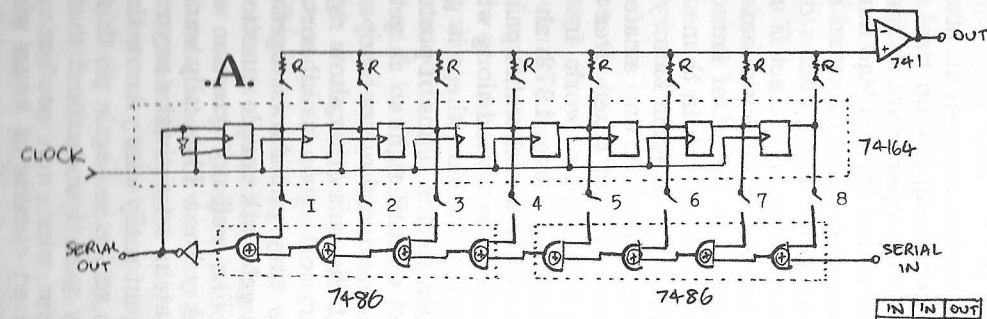 OUT
R R R R R R R R
741
.A.
CLOCK
74164
1 2 3 4 5 6 7 8
SERIAL OUT
SERIAL IN
7486 7486
IN IN OUT